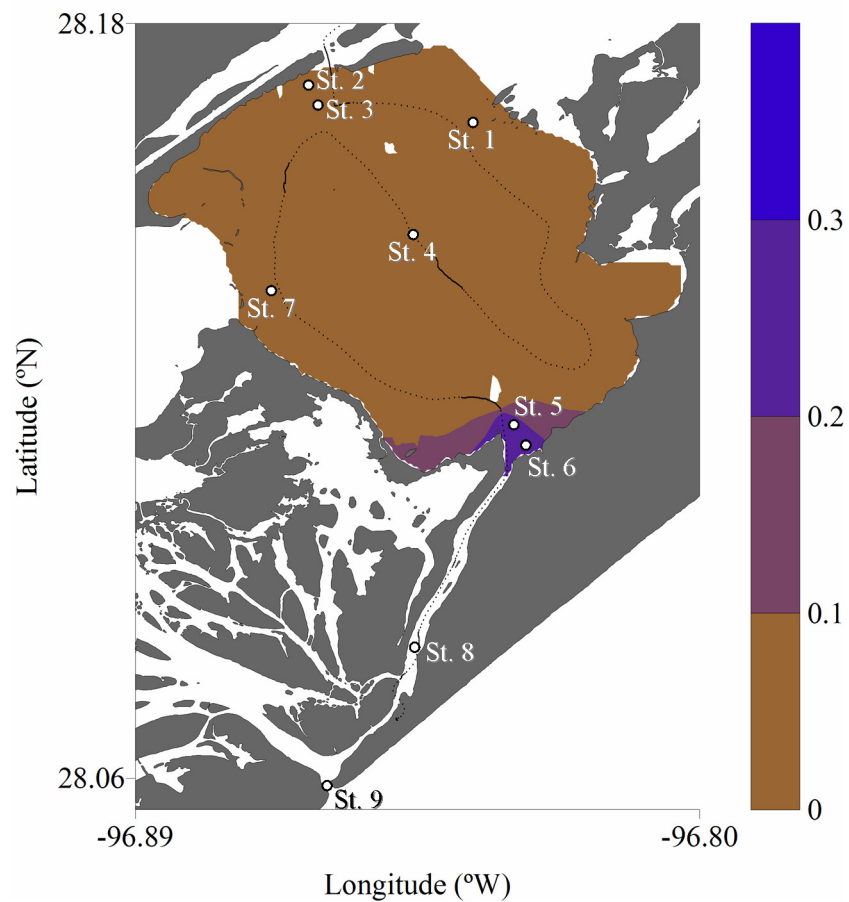 28.18
St. 2
St. 3
St. 1
St. 4
St. 7
St. 5
St. 6
St. 8
St. 9
28.06
-96.89
-96.80
Latitude (ºN)
Longitude (ºW)
0.3
0.2
0.1
0